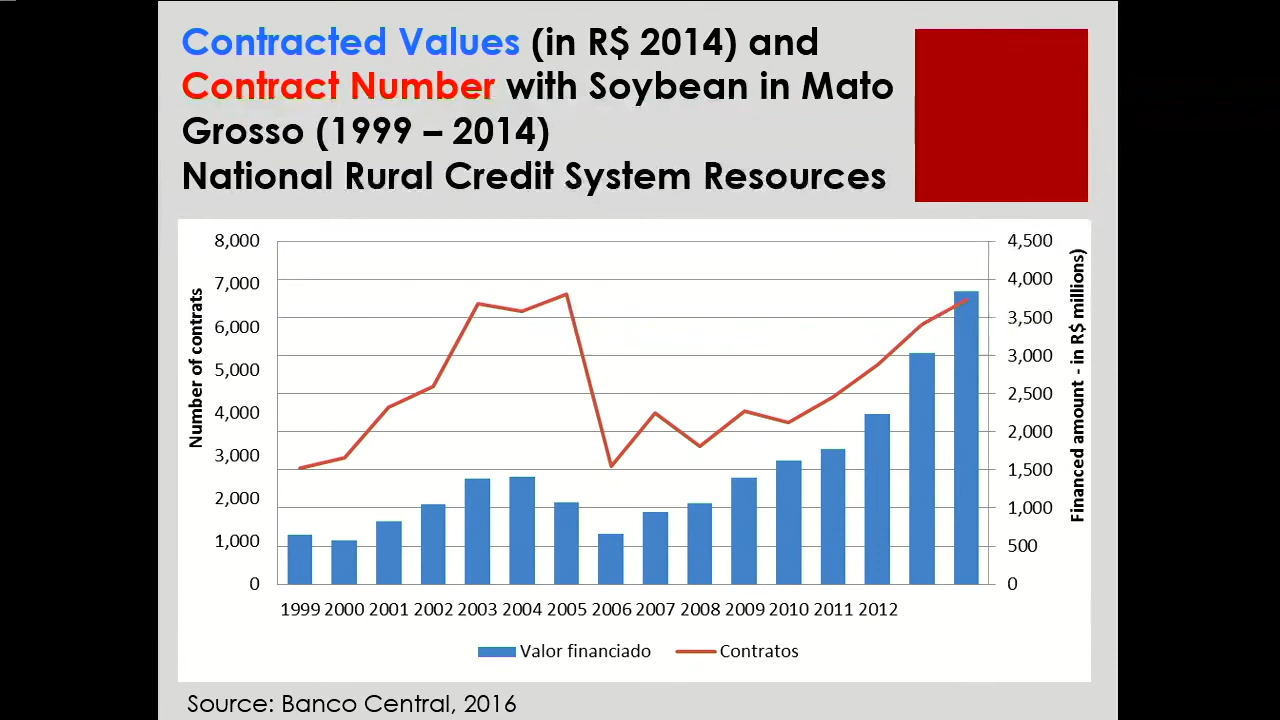 Contracted Values (in R$ 2014) and
Contract Number with Soybean in Mato
Grosso (1999 – 2014)
National Rural Credit System Resources
8,000
7,000
6,000
5,000
4,000
3,000
2,000
1,000
0
Number of contrats
4,500
4,000
3,500
3,000
2,500
2,000
1,500
1,000
500
0
Financed amount - in R$ millions)
1999 2000 2001 2002 2003 2004 2005 2006 2007 2008 2009 2010 2011 2012
Valor financiado Contratos
Source: Banco Central, 2016